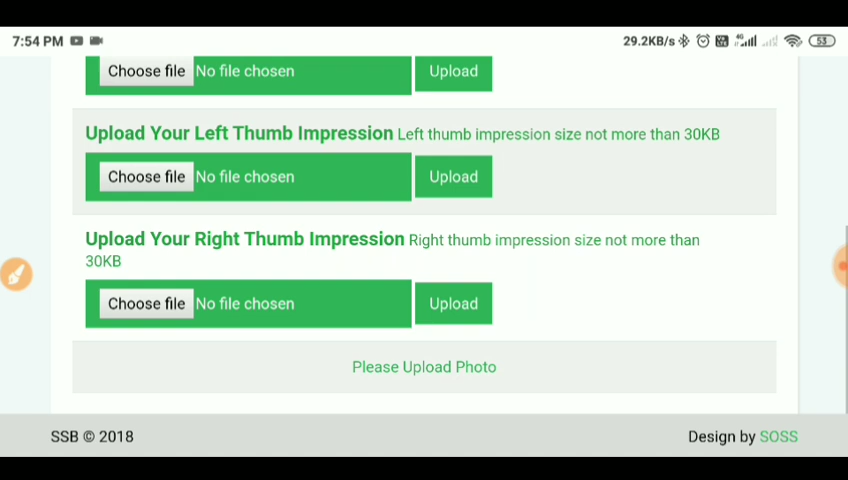 7:54 PM 29.2KB/s 4G 53
Choose file No file chosen Upload
Upload Your Left Thumb Impression Left thumb impression size not more than 30KB
Choose file No file chosen Upload
Upload Your Right Thumb Impression Right thumb impression size not more than
30KB
Choose file No file chosen Upload
Please Upload Photo
SSB © 2018 Design by SOSS